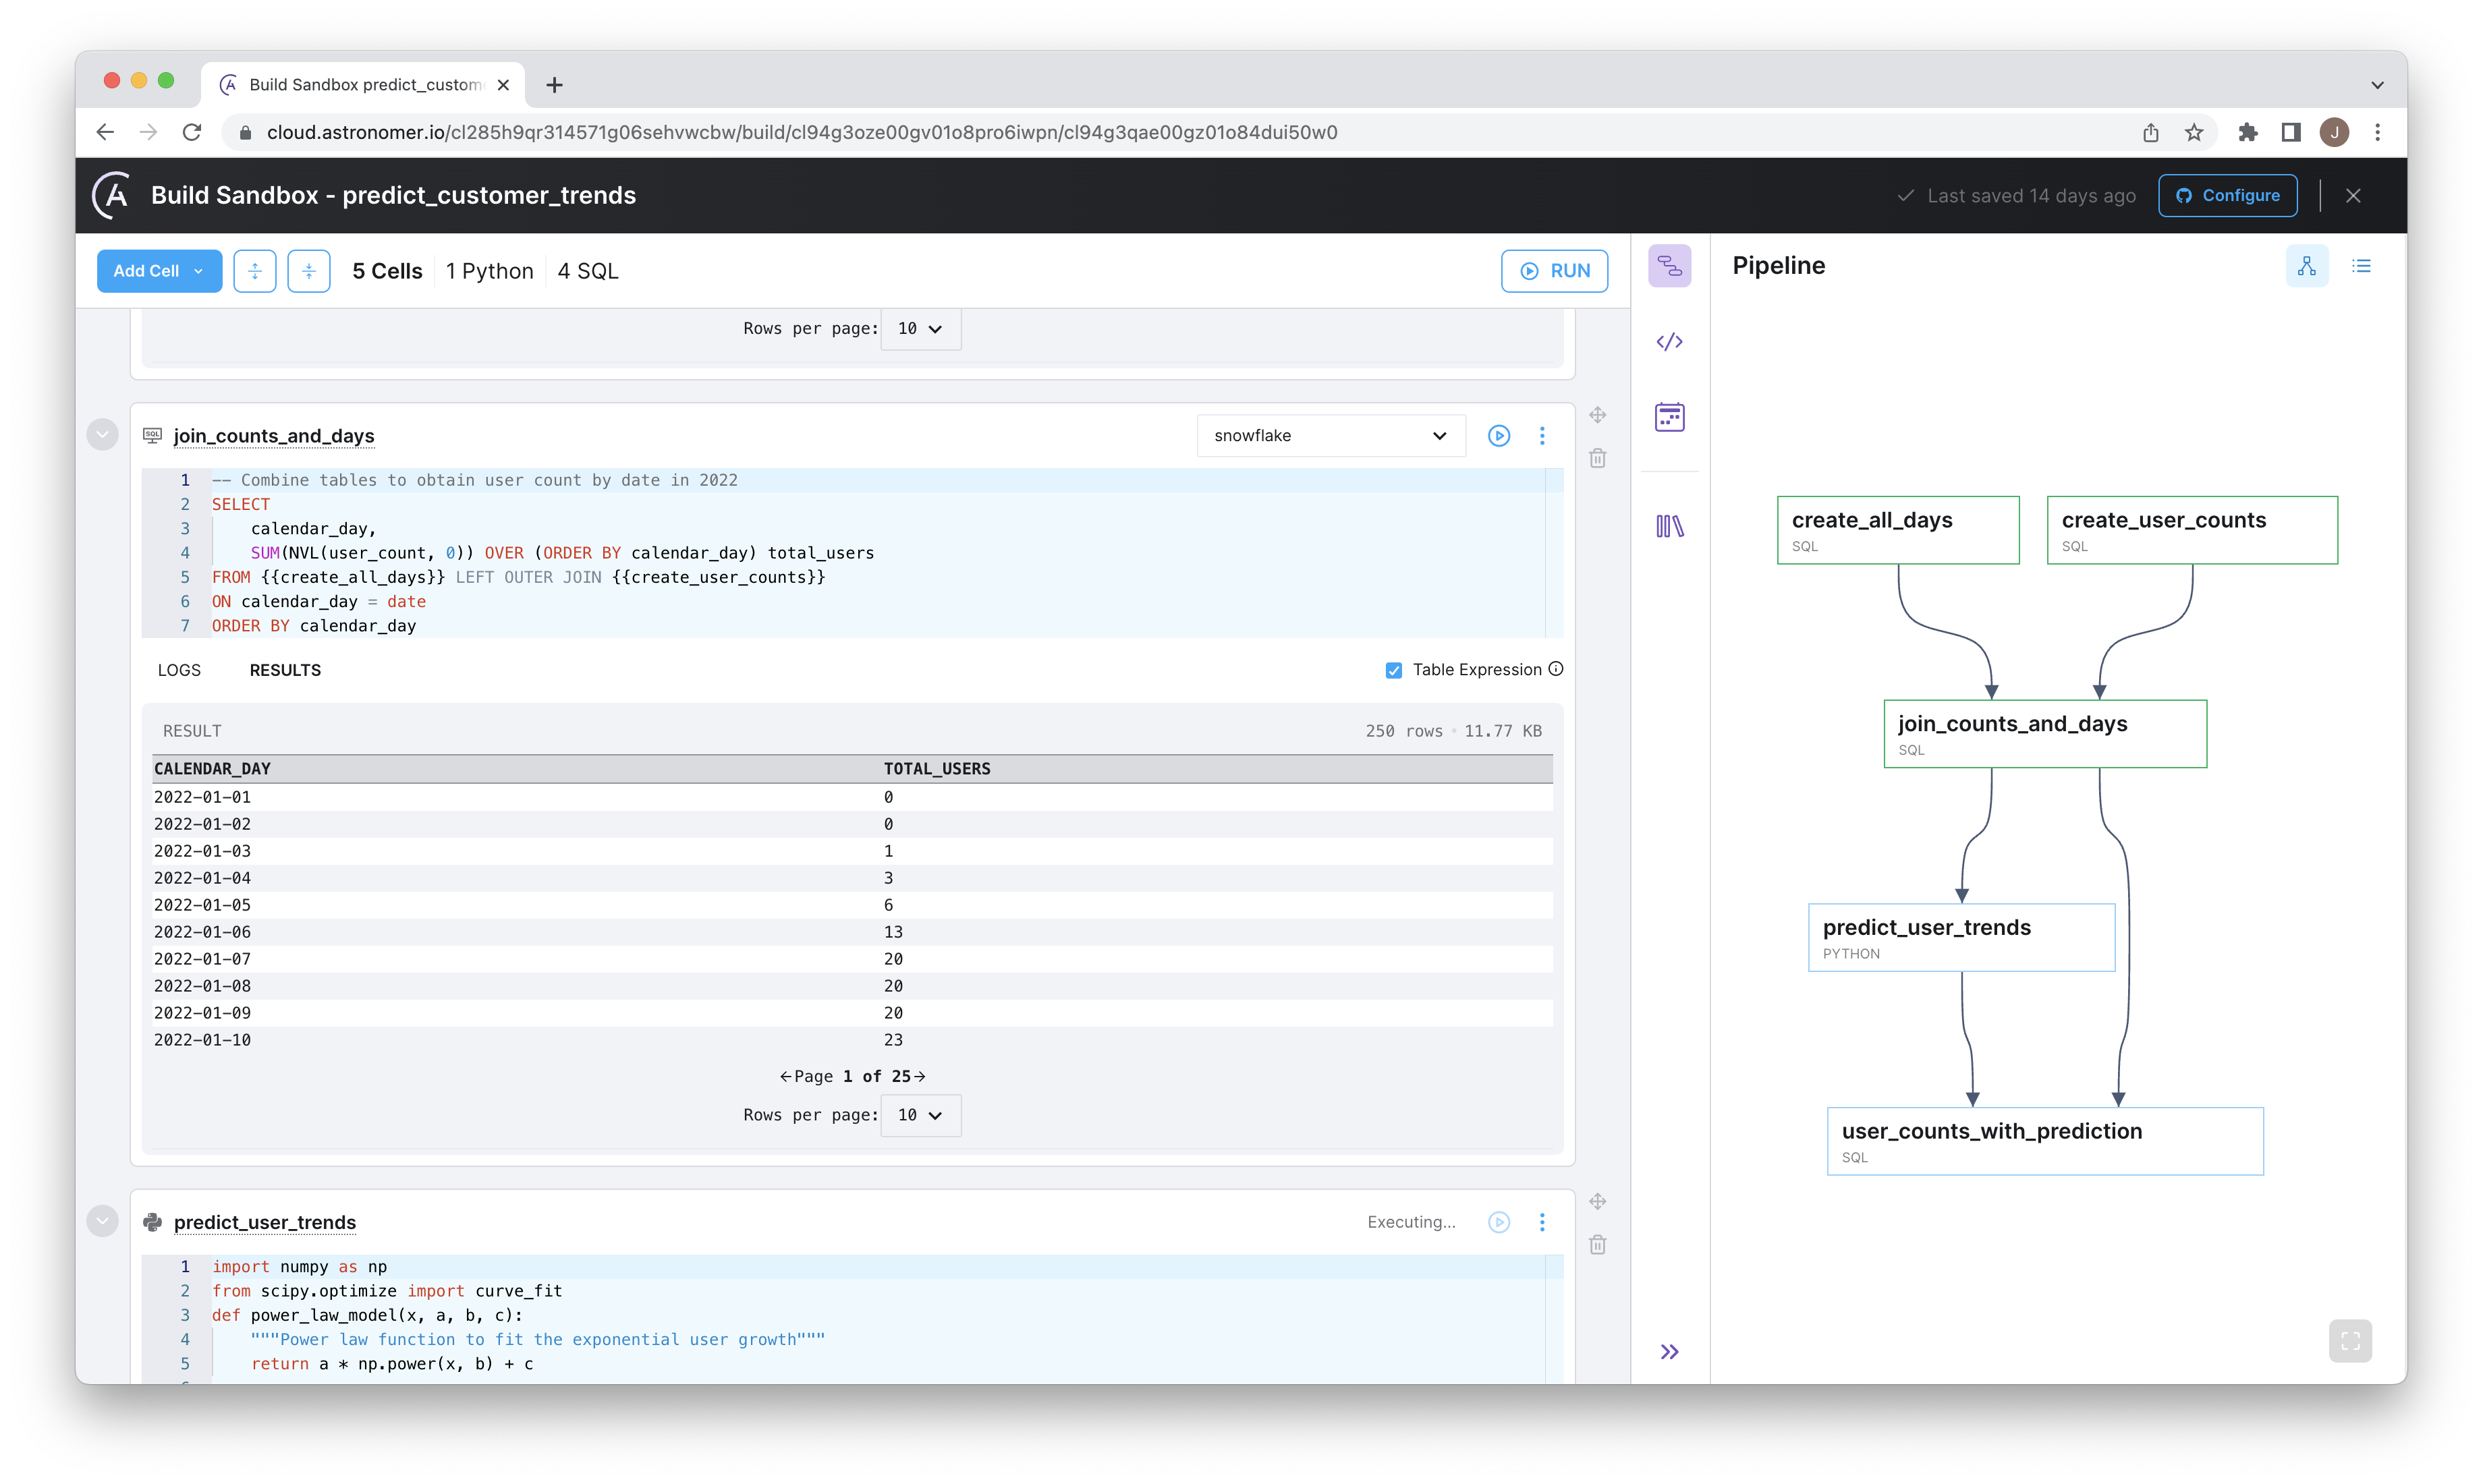 Build Sandbox predict_custom
cloud.astronomer.io/cl285h9qr314571g06sehvwcbw/build/cl94g3oze00gv01o8pro6iwpn/cl94g3qae00gz01o84dui50w0
J
Build Sandbox - predict_customer_trends
Last saved 14 days ago
Configure
Add Cell
5 Cells
1 Python
4 SQL
RUN
Rows per page: 10
SQL
join_counts_and_days
snowflake
1 -- Combine tables to obtain user count by date in 2022
2 SELECT
3 calendar_day,
4 SUM(NVL(user_count, 0)) OVER (ORDER BY calendar_day) total_users
5 FROM {{create_all_days}} LEFT OUTER JOIN {{create_user_counts}}
6 ON calendar_day = date
7 ORDER BY calendar_day
LOGS
RESULTS
Table Expression
RESULT
250 rows • 11.77 KB
CALENDAR_DAY TOTAL_USERS
2022-01-01 0
2022-01-02 0
2022-01-03 1
2022-01-04 3
2022-01-05 6
2022-01-06 13
2022-01-07 20
2022-01-08 20
2022-01-09 20
2022-01-10 23
←Page 1 of 25→
Rows per page: 10
predict_user_trends
Executing...
1 import numpy as np
2 from scipy.optimize import curve_fit
3 def power_law_model(x, a, b, c):
4 """Power law function to fit the exponential user growth"""
5 return a * np.power(x, b) + c
Pipeline
create_all_days
SQL
create_user_counts
SQL
join_counts_and_days
SQL
predict_user_trends
PYTHON
user_counts_with_prediction
SQL